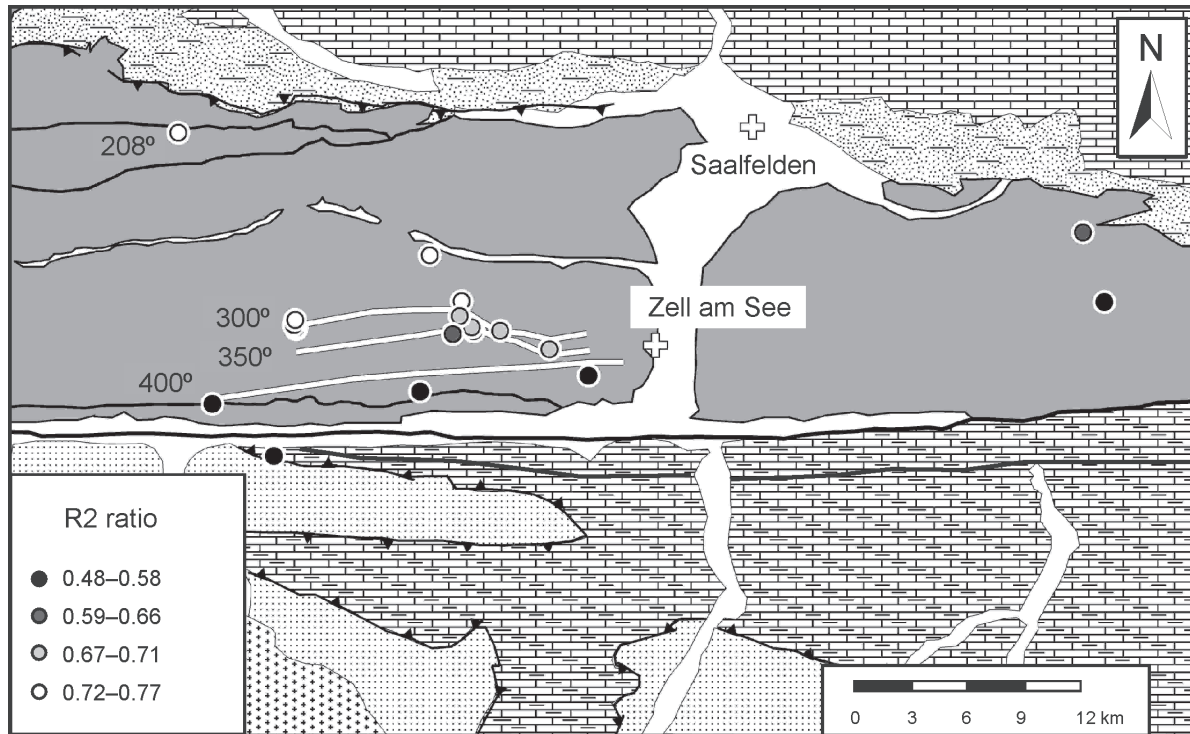 N
208º
Saalfelden
Zell am See
300º
350º
400º
R2 ratio
0.48–0.58
0.59–0.66
0.67–0.71
0.72–0.77
0 3 6 9 12 km